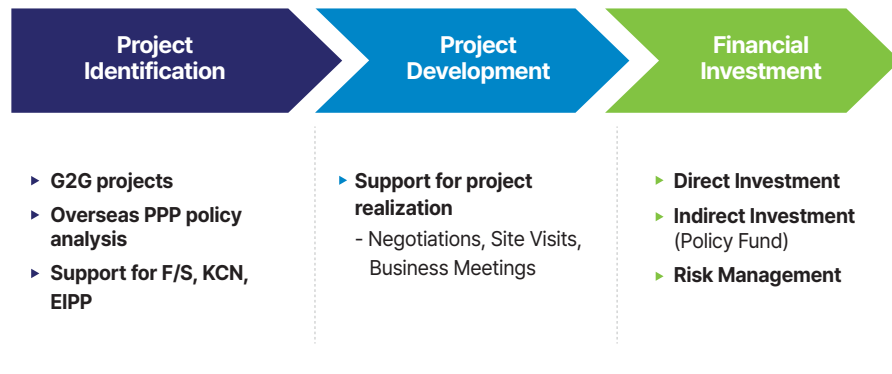 Project
Identification
Project
Development
Financial
Investment
G2G projects
Overseas PPP policy
analysis
Support for F/S, KCN,
EIPP
Support for project
realization
- Negotiations, Site Visits,
Business Meetings
Direct Investment
Indirect Investment
(Policy Fund)
Risk Management